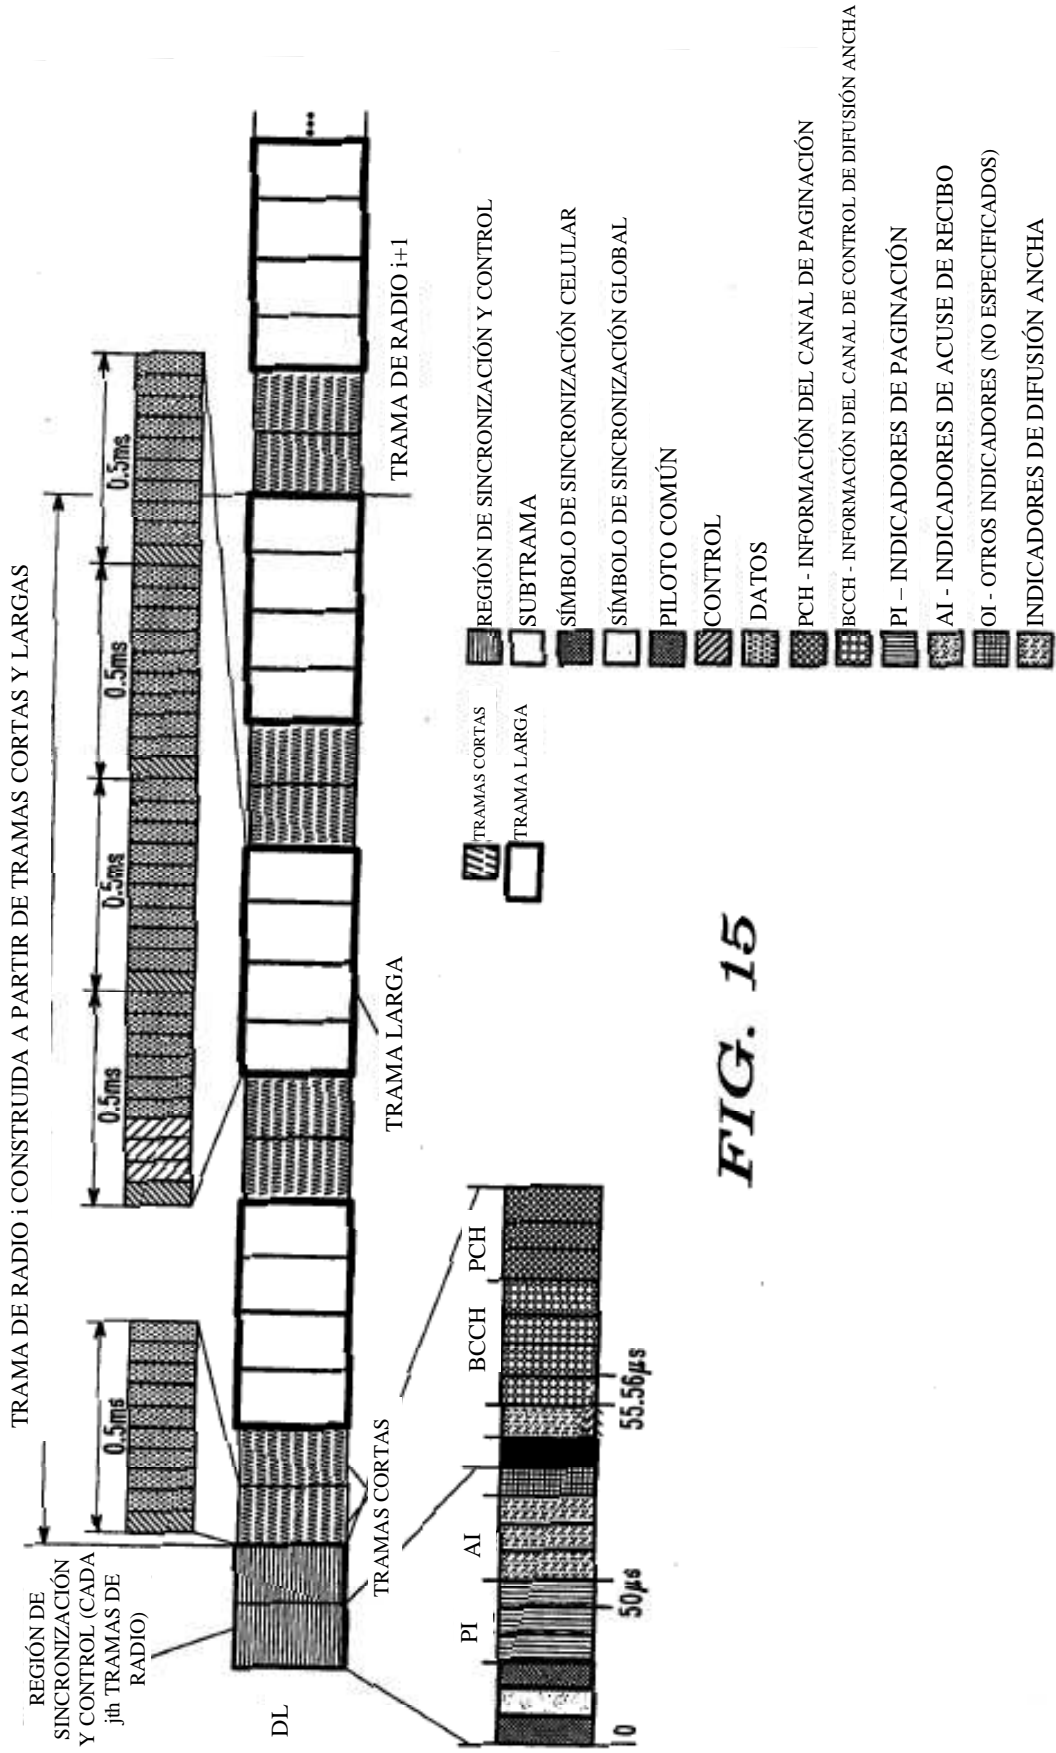 TRAMA DE RADIO i CONSTRUIDA A PARTIR DE TRAMAS CORTAS Y LARGAS
REGIÓN DE
SINCRONIZACIÓN
Y CONTROL (CADA
jth TRAMAS DE
RADIO)
0.5ms
0.5ms
0.5ms
0.5ms
0.5ms
DL
TRAMAS CORTAS
TRAMA LARGA
TRAMA DE RADIO i+1
...
PI
AI
BCCH
PCH
0
50µs
55.56µs
TRAMAS CORTAS
TRAMA LARGA
REGIÓN DE SINCRONIZACIÓN Y CONTROL
SUBTRAMA
SÍMBOLO DE SINCRONIZACIÓN CELULAR
SÍMBOLO DE SINCRONIZACIÓN GLOBAL
PILOTO COMÚN
CONTROL
DATOS
PCH - INFORMACIÓN DEL CANAL DE PAGINACIÓN
BCCH - INFORMACIÓN DEL CANAL DE CONTROL DE DIFUSIÓN ANCHA
PI – INDICADORES DE PAGINACIÓN
AI - INDICADORES DE ACUSE DE RECIBO
OI - OTROS INDICADORES (NO ESPECIFICADOS)
INDICADORES DE DIFUSIÓN ANCHA
FIG. 15